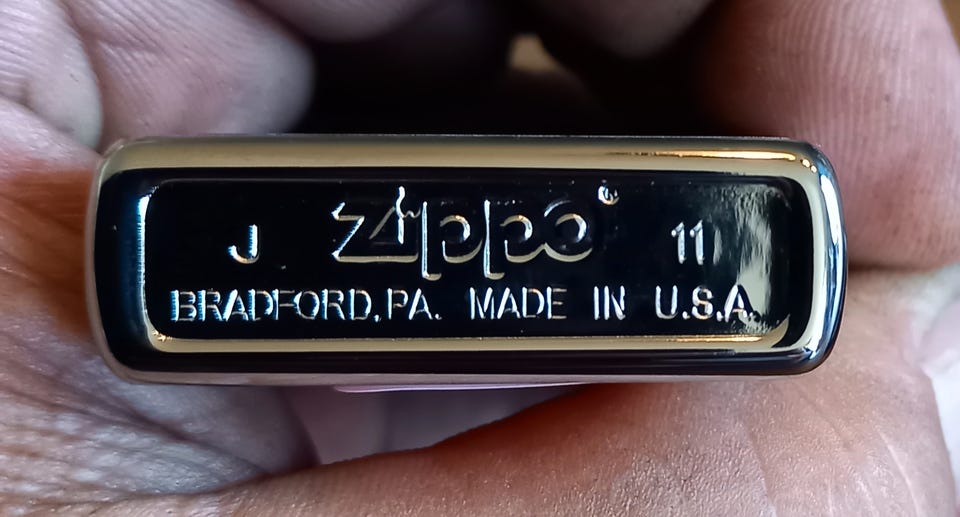 J Zippo® 11
BRADFORD, PA. MADE IN U.S.A.